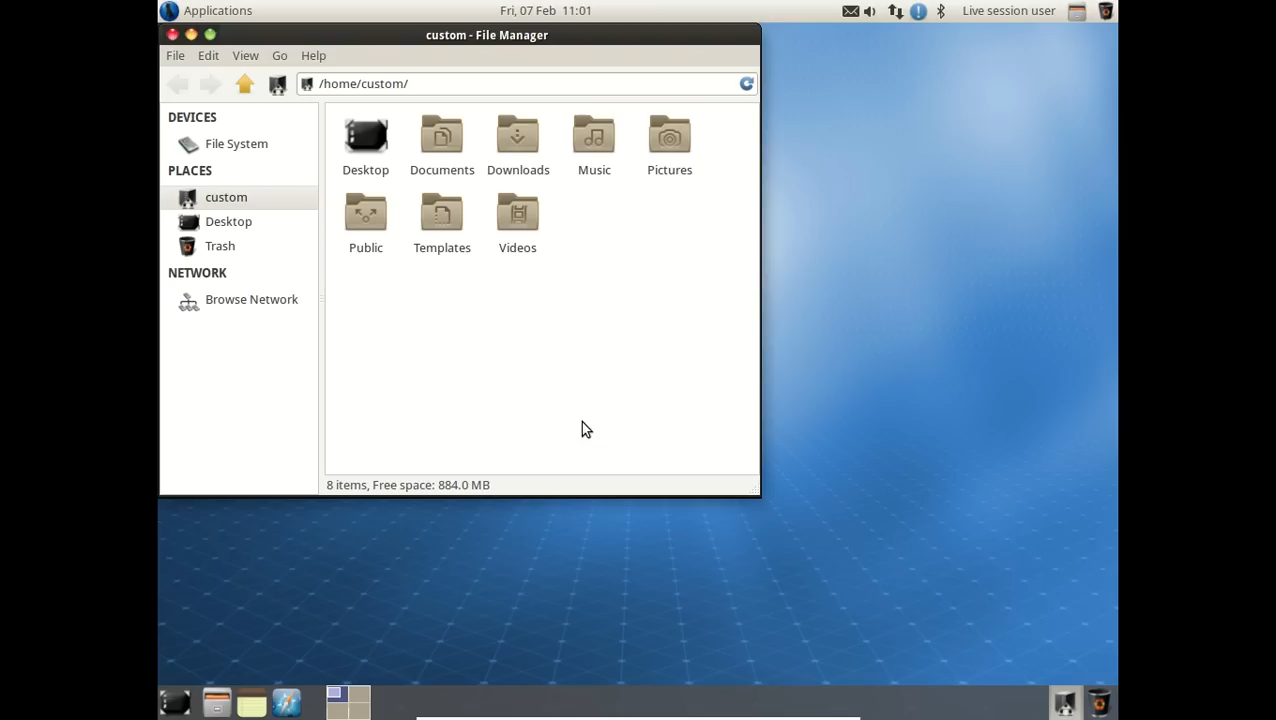 Applications
Fri, 07 Feb 11:01
Live session user
custom - File Manager
File Edit View Go Help
/home/custom/
DEVICES
File System
PLACES
custom
Desktop
Trash
NETWORK
Browse Network
Desktop Documents Downloads Music Pictures
Public Templates Videos
8 items, Free space: 884.0 MB